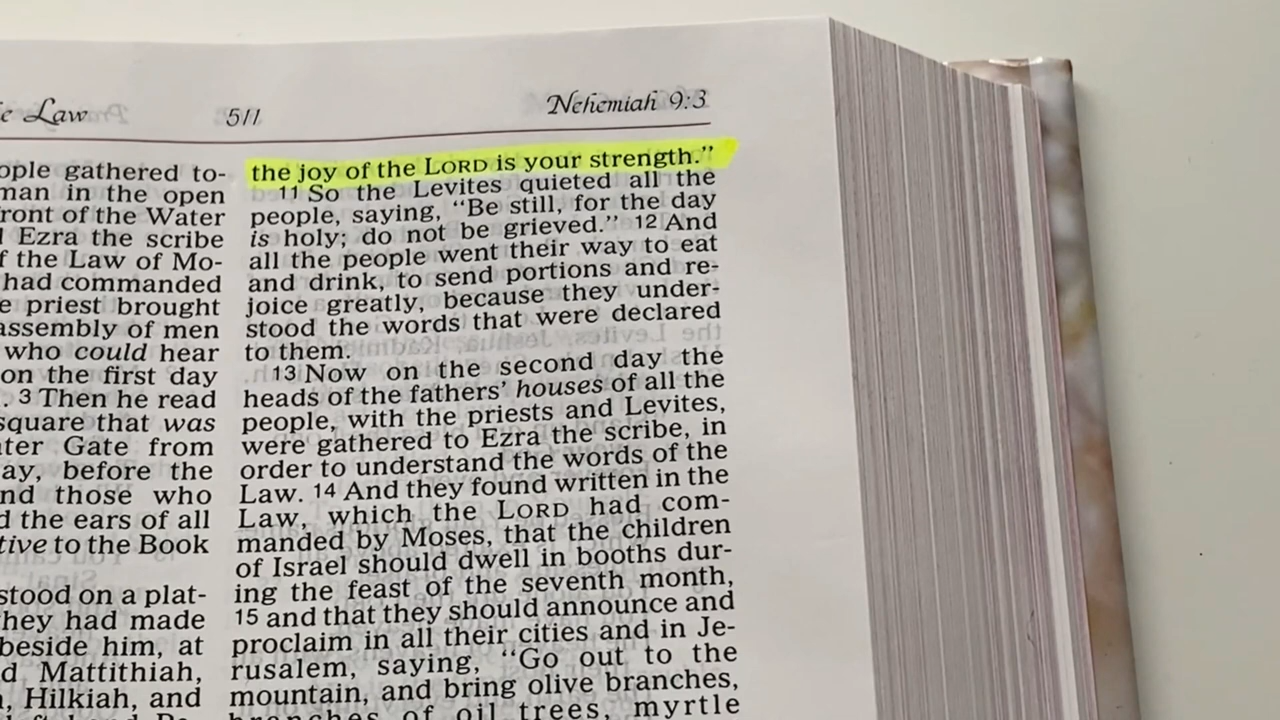 Law
511
Nehemiah 9:3
gathered to-
man in the open
of the Water
Ezra the scribe
the Law of Mo-
had commanded
priest brought
assembly of men
who could hear
on the first day
. 3 Then he read
square that was
Gate from
before the
those who
the ears of all
to the Book
stood on a plat-
they had made
beside him, at
Mattithiah,
Hilkiah, and
the joy of the LORD is your strength.”
11 So the Levites quieted all the
people, saying, “Be still, for the day
is holy; do not be grieved.” 12 And
all the people went their way to eat
and drink, to send portions and re-
joice greatly, because they under-
stood the words that were declared
to them.
13 Now on the second day the
heads of the fathers’ houses of all the
people, with the priests and Levites,
were gathered to Ezra the scribe, in
order to understand the words of the
Law. 14 And they found written in the
Law, which the LORD had com-
manded by Moses, that the children
of Israel should dwell in booths dur-
ing the feast of the seventh month,
15 and that they should announce and
proclaim in all their cities and in Je-
rusalem, saying, “Go out to the
mountain, and bring olive branches,
branches of oil trees, myrtle